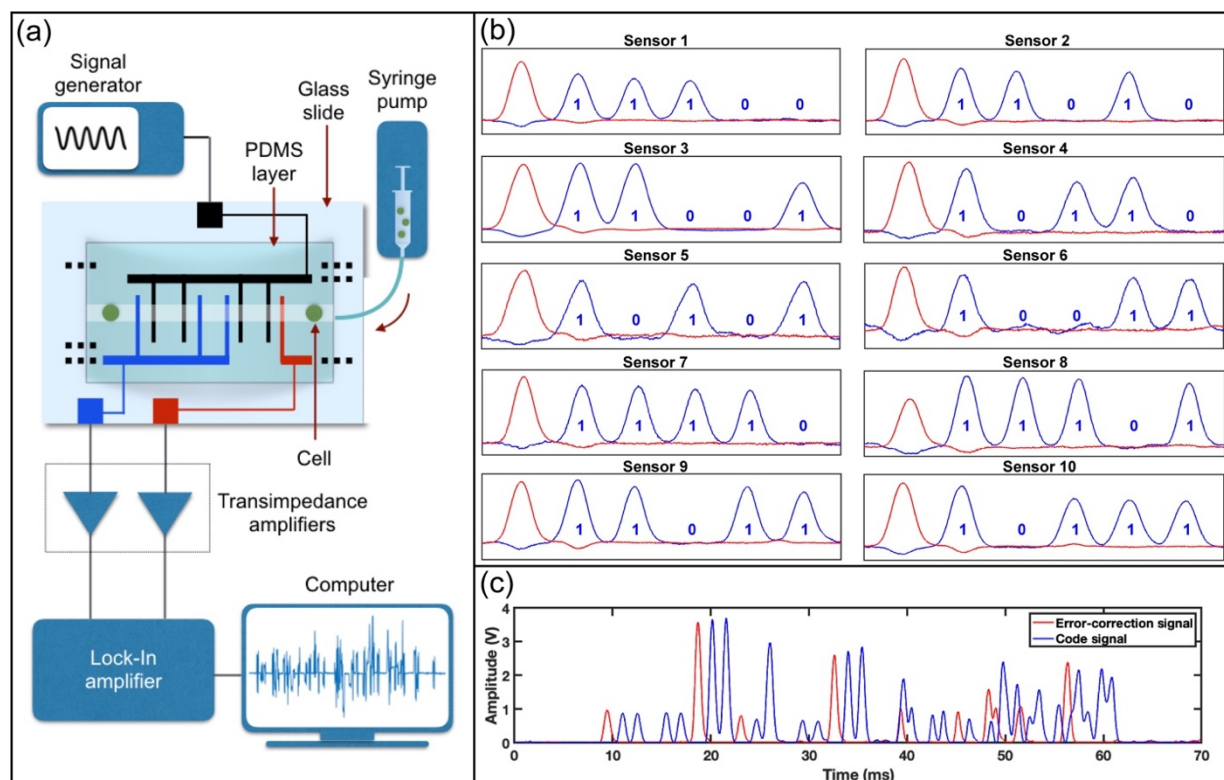 (a)
Signal
generator
Glass
slide
Syringe
pump
PDMS
layer
Cell
Transimpedance
amplifiers
Computer
Lock-In
amplifier
(b)
Sensor 1
1 1 1 0 0
Sensor 2
1 1 0 1 0
Sensor 3
1 1 0 0 1
Sensor 4
1 0 1 1 0
Sensor 5
1 0 1 0 1
Sensor 6
1 0 0 1 1
Sensor 7
1 1 1 1 0
Sensor 8
1 1 1 0 1
Sensor 9
1 1 0 1 1
Sensor 10
1 0 1 1 1
(c)
Error-correction signal
Code signal
Amplitude (V)
4
3
2
1
0
0 10 20 30 40 50 60 70
Time (ms)